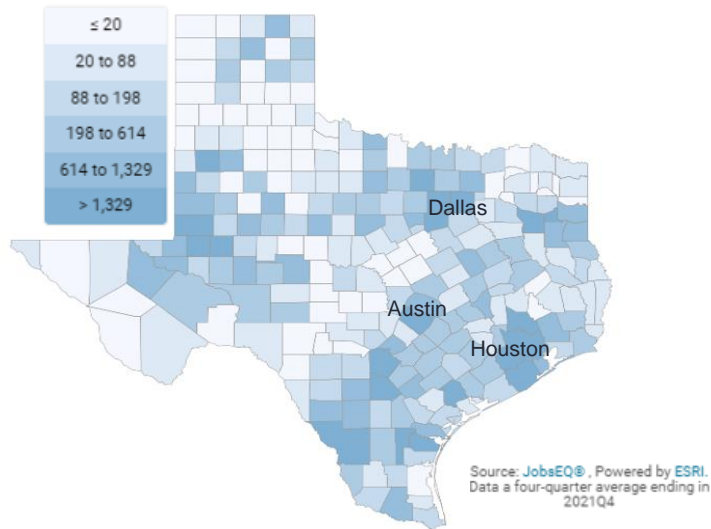 ≤ 20
20 to 88
88 to 198
198 to 614
614 to 1,329
> 1,329
Dallas
Austin
Houston
Source: JobsEQ® , Powered by ESRI.
Data a four-quarter average ending in
2021Q4